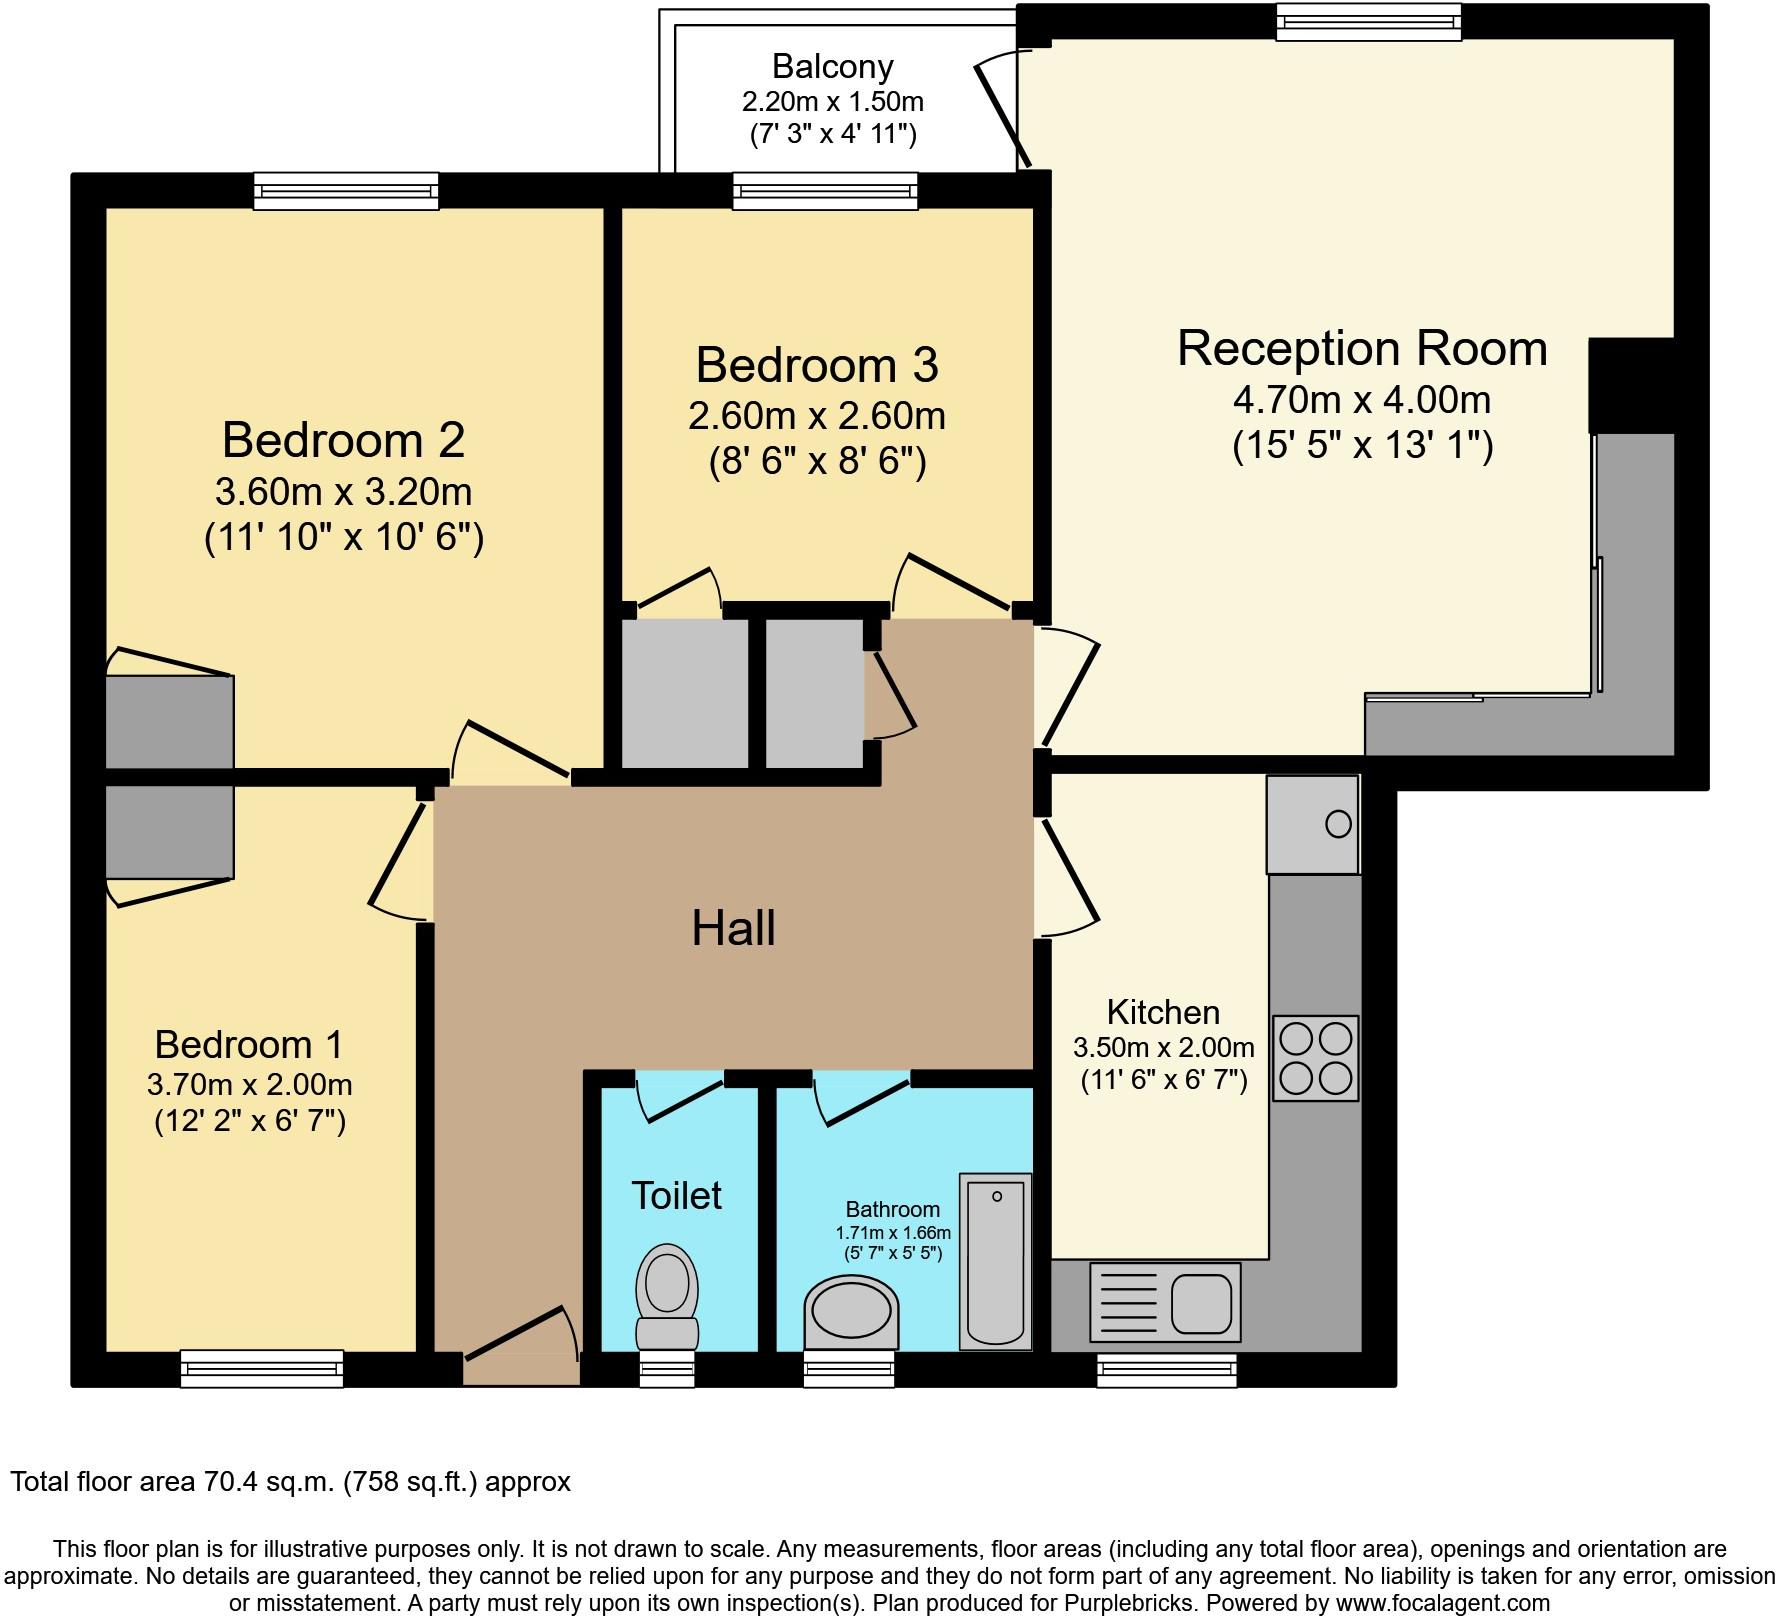 Balcony
2.20m x 1.50m
(7' 3" x 4' 11")
Reception Room
4.70m x 4.00m
(15' 5" x 13' 1")
Bedroom 3
2.60m x 2.60m
(8' 6" x 8' 6")
Bedroom 2
3.60m x 3.20m
(11' 10" x 10' 6")
Hall
Kitchen
3.50m x 2.00m
(11' 6" x 6' 7")
Bedroom 1
3.70m x 2.00m
(12' 2" x 6' 7")
Toilet
Bathroom
1.71m x 1.66m
(5' 7" x 5' 5")
Total floor area 70.4 sq.m. (758 sq.ft.) approx
This floor plan is for illustrative purposes only. It is not drawn to scale. Any measurements, floor areas (including any total floor area), openings and orientation are
approximate. No details are guaranteed, they cannot be relied upon for any purpose and they do not form part of any agreement. No liability is taken for any error, omission
or misstatement. A party must rely upon its own inspection(s). Plan produced for Purplebricks. Powered by www.focalagent.com